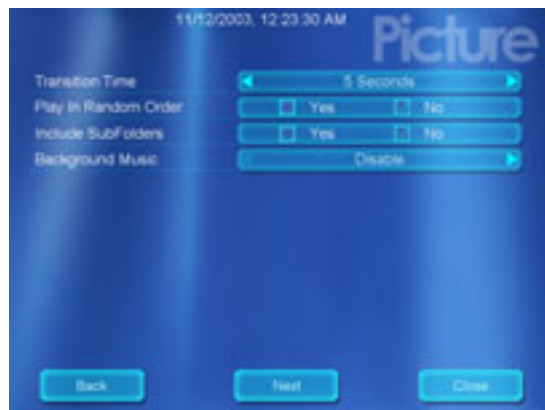 11/12/2003, 12:23:30 AM
Picture
Transition Time
5 Seconds
Play In Random Order
Yes No
Include SubFolders
Yes No
Background Music
Disable
Back Next Close